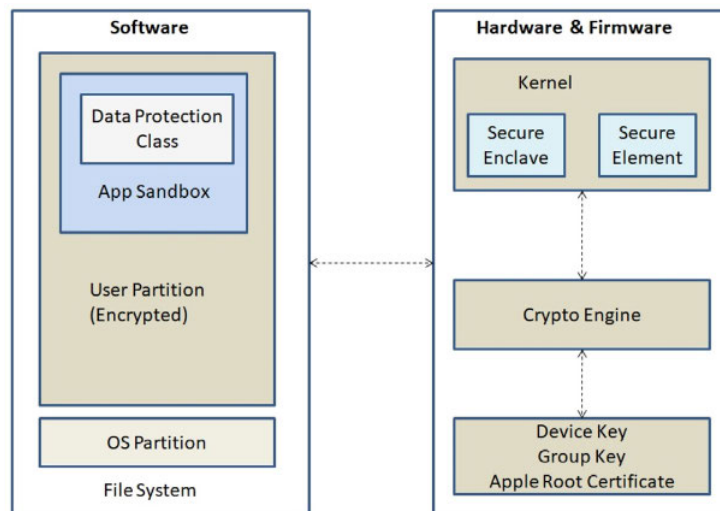 Software
Data Protection
Class
App Sandbox
User Partition
(Encrypted)
OS Partition
File System
Hardware & Firmware
Kernel
Secure
Enclave
Secure
Element
Crypto Engine
Device Key
Group Key
Apple Root Certificate